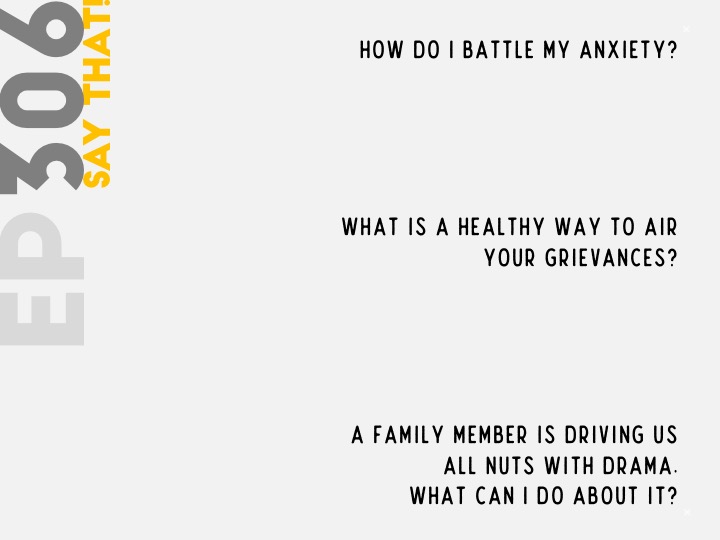 EP 306
SAY THAT!
HOW DO I BATTLE MY ANXIETY?
WHAT IS A HEALTHY WAY TO AIR
YOUR GRIEVANCES?
A FAMILY MEMBER IS DRIVING US
ALL NUTS WITH DRAMA.
WHAT CAN I DO ABOUT IT?